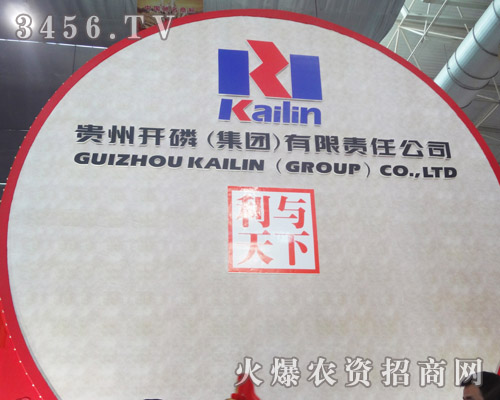 3456.TV
Kailin
贵州开磷(集团)有限责任公司
GUIZHOU KAILIN (GROUP) CO.,LTD
利与
天下
火爆农资招商网